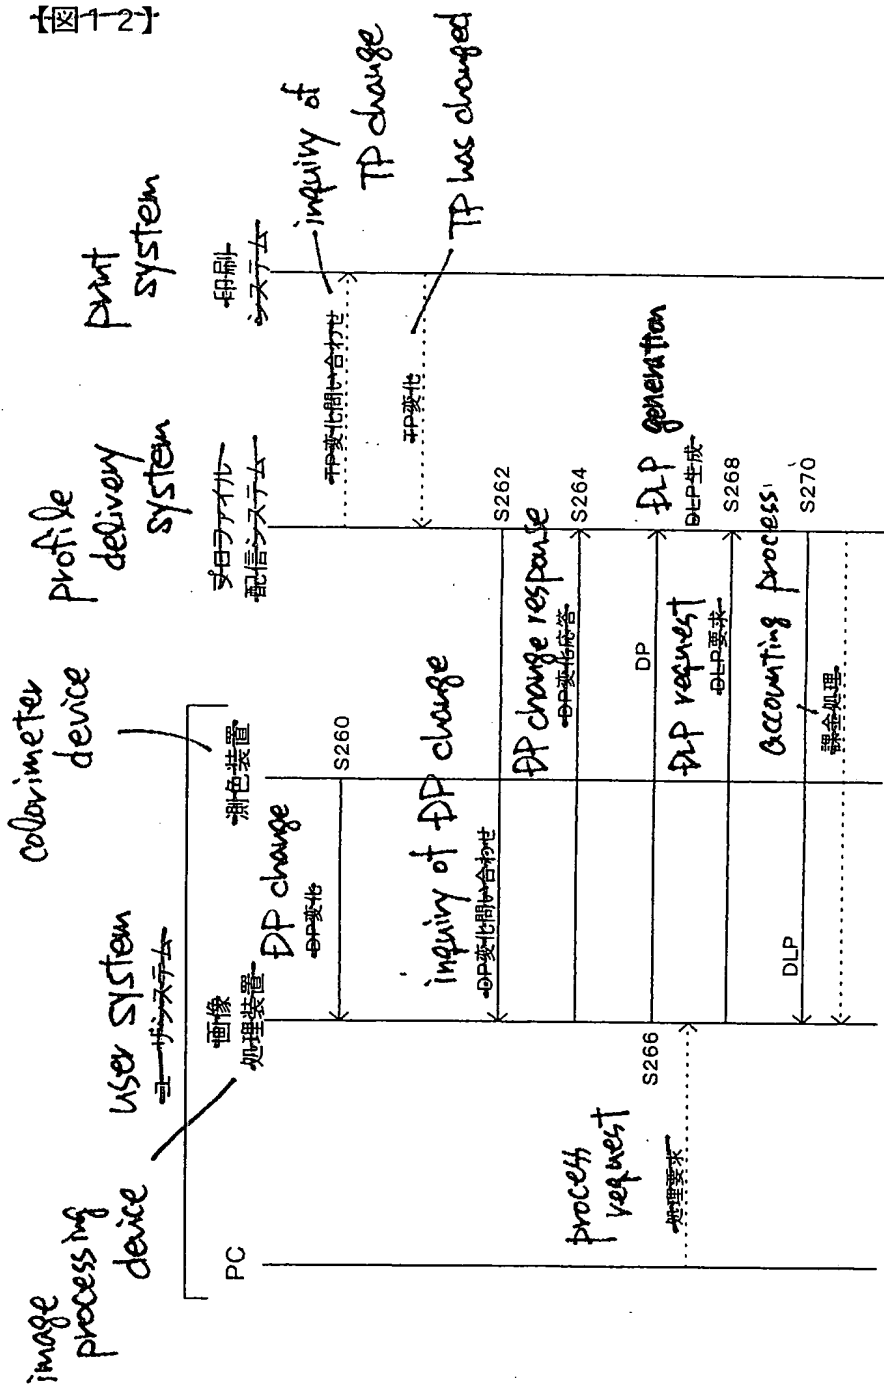 【図12】
image
processing
device
user system
ユーザシステム
colorimeter
device
profile
delivery
system
print
system
PC
画像
処理装置
測色装置
プロファイル
配信システム
印刷
システム
inquiry of
TP change
TP変化問い合わせ
TP has changed
TP変化
DP change
DP変化
S260
inquiry of DP change
DP変化問い合わせ
S262
DP change response
DP変化応答
S264
DP
S266
DLP generation
DLP生成
process
request
処理要求
DLP request
DLP要求
S268
DLP
S270
accounting process
課金処理